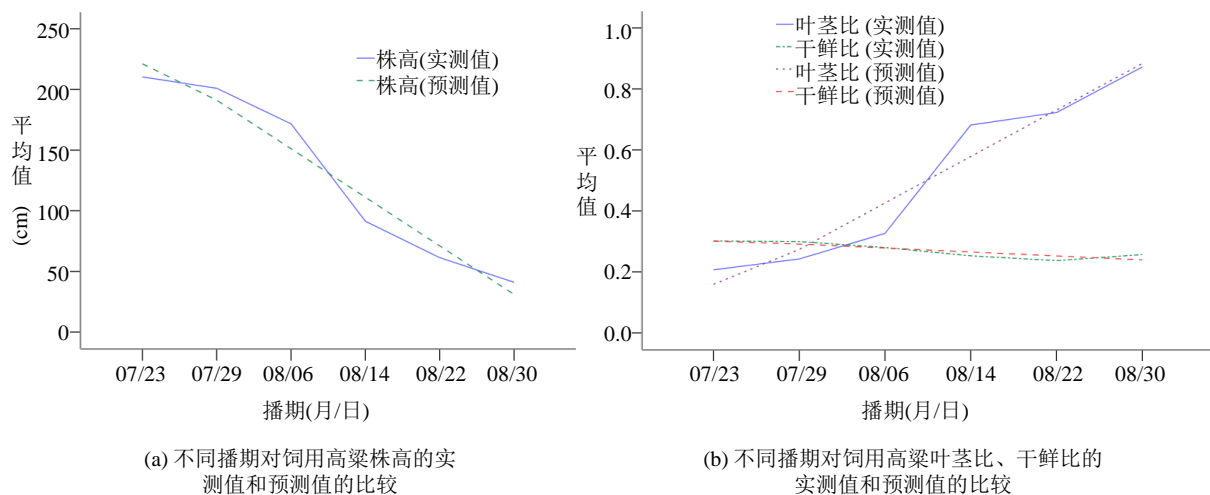 250
200
150
100
50
0
平均值 (cm)
株高(实测值)
株高(预测值)
07/23 07/29 08/06 08/14 08/22 08/30
播期(月/日)
(a) 不同播期对饲用高粱株高的实
测值和预测值的比较
1.0
0.8
0.6
0.4
0.2
0.0
平均值
叶茎比 (实测值)
干鲜比 (实测值)
叶茎比 (预测值)
干鲜比 (预测值)
07/23 07/29 08/06 08/14 08/22 08/30
播期(月/日)
(b) 不同播期对饲用高粱叶茎比、干鲜比的
实测值和预测值的比较